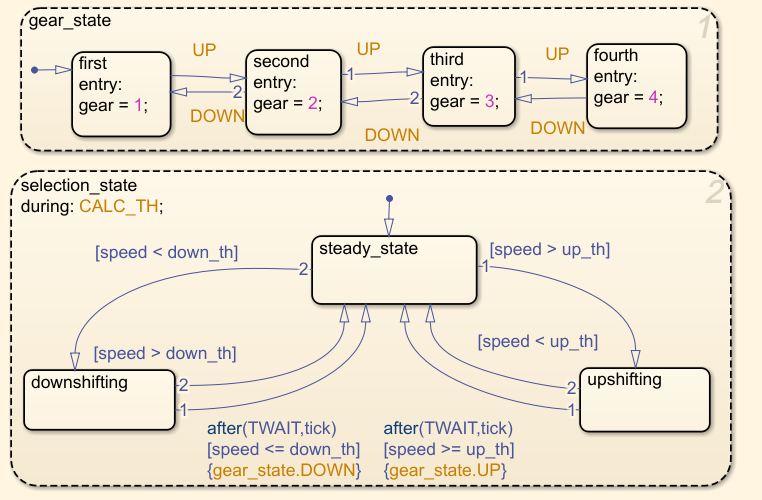 gear_state
1
first
entry:
gear = 1;
UP
2
DOWN
second
entry:
gear = 2;
1
UP
2
DOWN
third
entry:
gear = 3;
1
UP
DOWN
fourth
entry:
gear = 4;
selection_state
during: CALC_TH;
2
steady_state
[speed < down_th]
2
1
[speed > up_th]
[speed > down_th]
[speed < up_th]
downshifting
2
1
upshifting
2
1
after(TWAIT,tick)
[speed <= down_th]
{gear_state.DOWN}
after(TWAIT,tick)
[speed >= up_th]
{gear_state.UP}